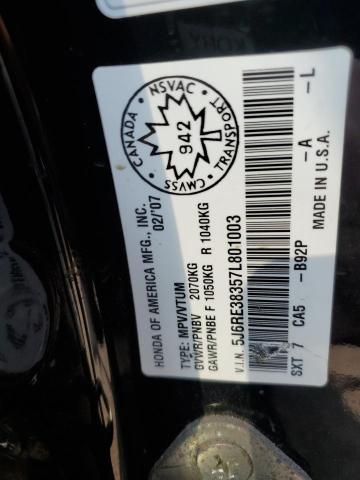 HONDA OF AMERICA MFG., INC.
02/'07
TYPE: MPV/VTUM
GVWR/PNBV 2070KG
GAWR/PNBE F 1050KG R 1040KG
V.I.N. 5J6RE38357L801003
SXT 7 CA5 -B92P -A -L
MADE IN U.S.A.
CANADA • NSVAC
942
CMVSS • TRANSPORT